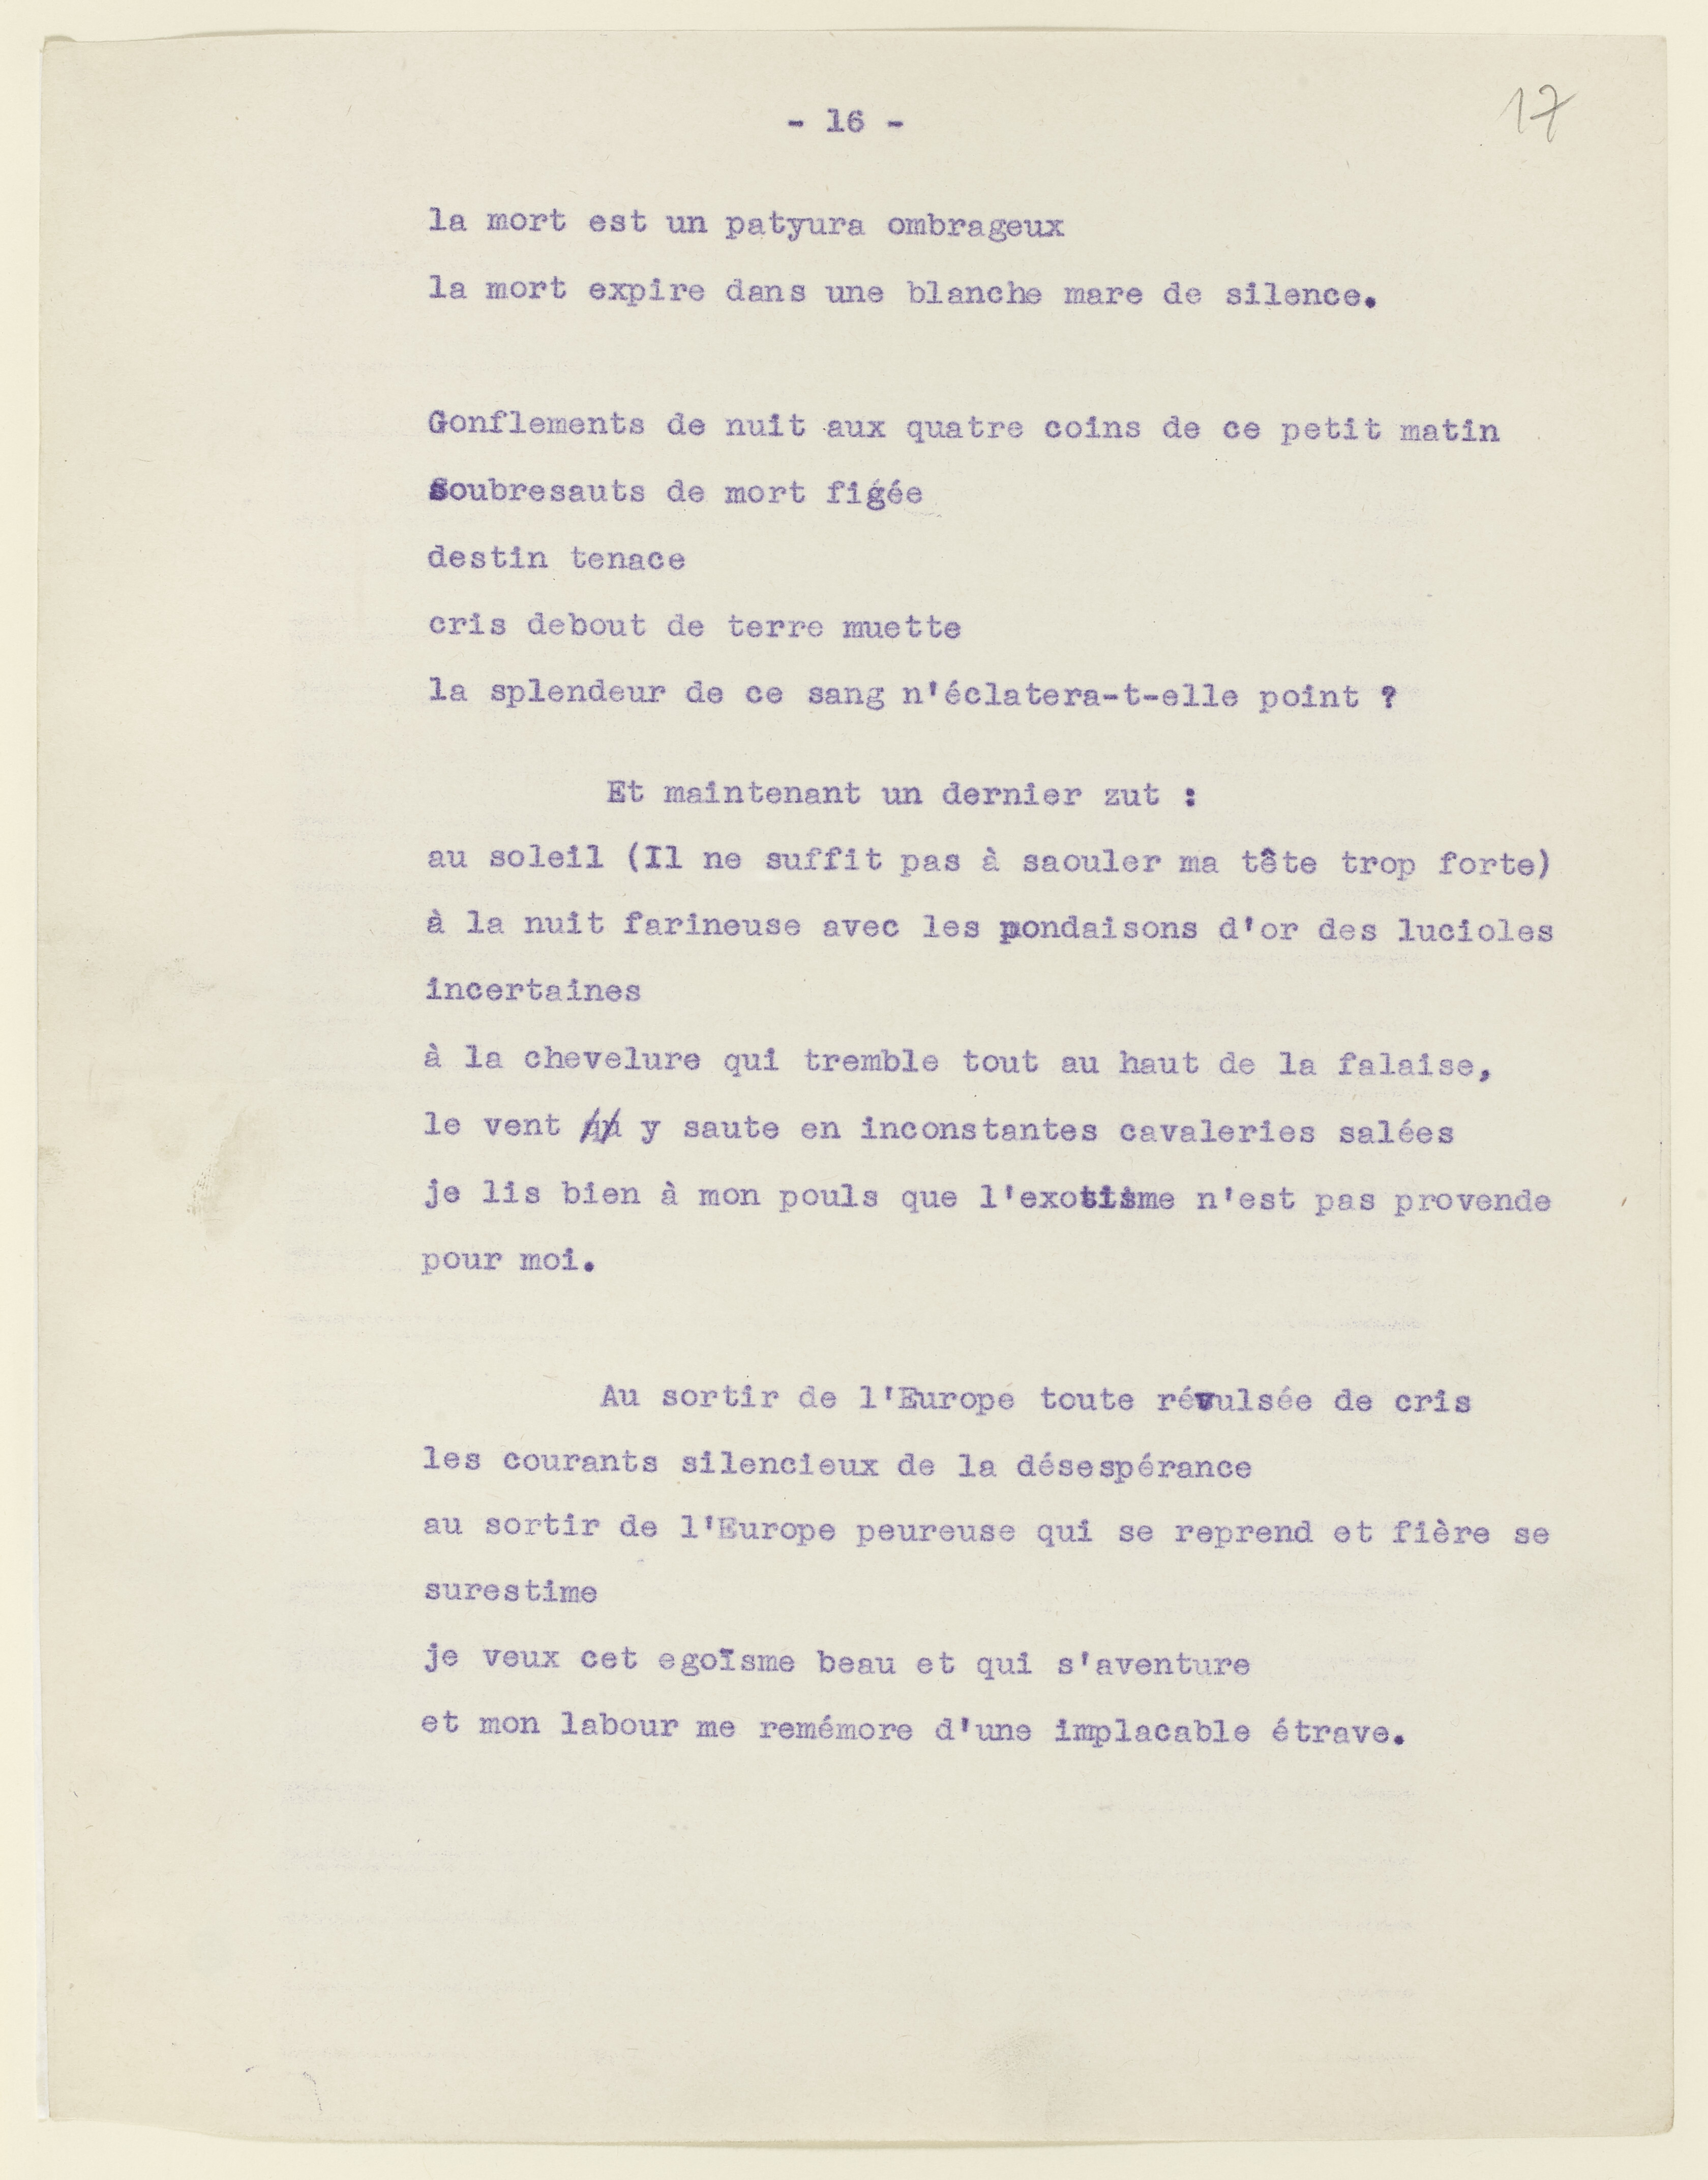 - 16 -
17
la mort est un patyura ombrageux
la mort expire dans une blanche mare de silence.
Gonflements de nuit aux quatre coins de ce petit matin
Soubresauts de mort figée
destin tenace
cris debout de terre muette
la splendeur de ce sang n'éclatera-t-elle point ?
Et maintenant un dernier zut :
au soleil (Il ne suffit pas à saouler ma tête trop forte)
à la nuit farineuse avec les pondaisons d'or des lucioles
incertaines
à la chevelure qui tremble tout au haut de la falaise,
le vent y saute en inconstantes cavaleries salées
je lis bien à mon pouls que l'exotisme n'est pas provende
pour moi.
Au sortir de l'Europe toute révulsée de cris
les courants silencieux de la désespérance
au sortir de l'Europe peureuse qui se reprend et fière se
surestime
je veux cet egoïsme beau et qui s'aventure
et mon labour me remémore d'une implacable étrave.